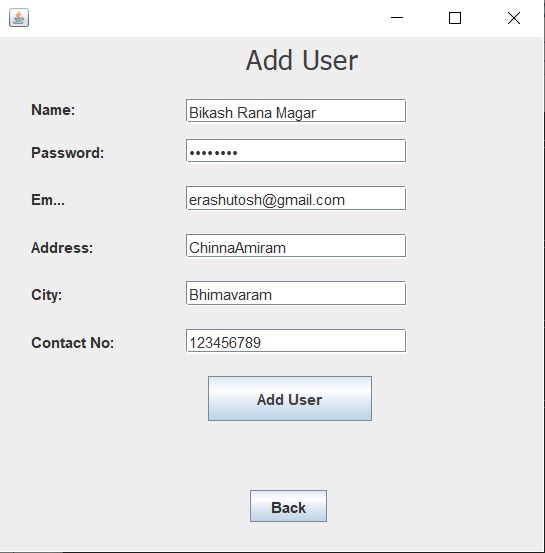 Add User
Name: Bikash Rana Magar
Password: ••••••••
Em... erashutosh@gmail.com
Address: ChinnaAmiram
City: Bhimavaram
Contact No: 123456789
Add User
Back